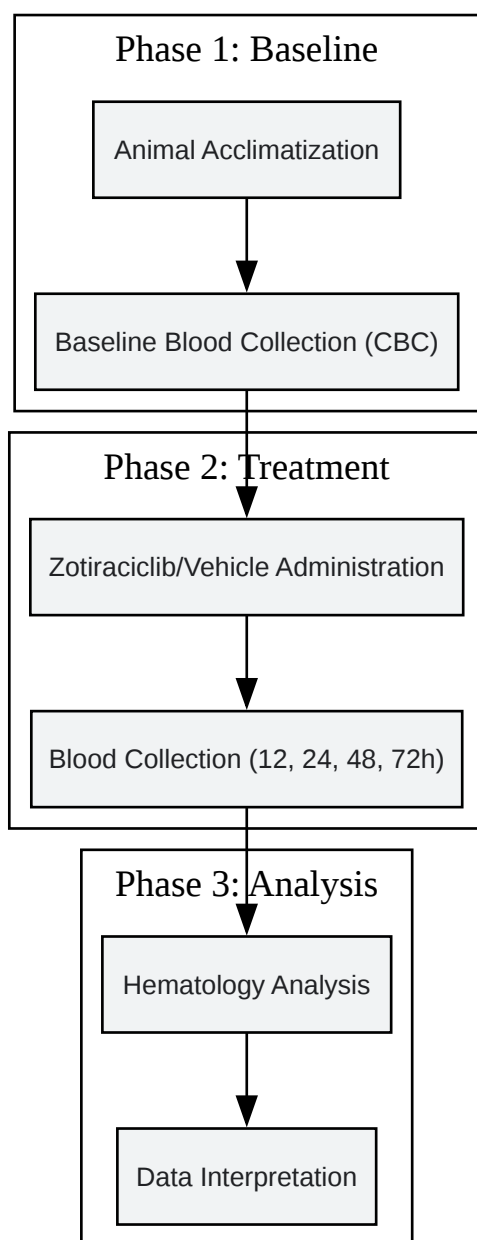 Phase 1: Baseline
Animal Acclimatization
Baseline Blood Collection (CBC)
Phase 2: Treatment
Zotiraciclib/Vehicle Administration
Blood Collection (12, 24, 48, 72h)
Phase 3: Analysis
Hematology Analysis
Data Interpretation